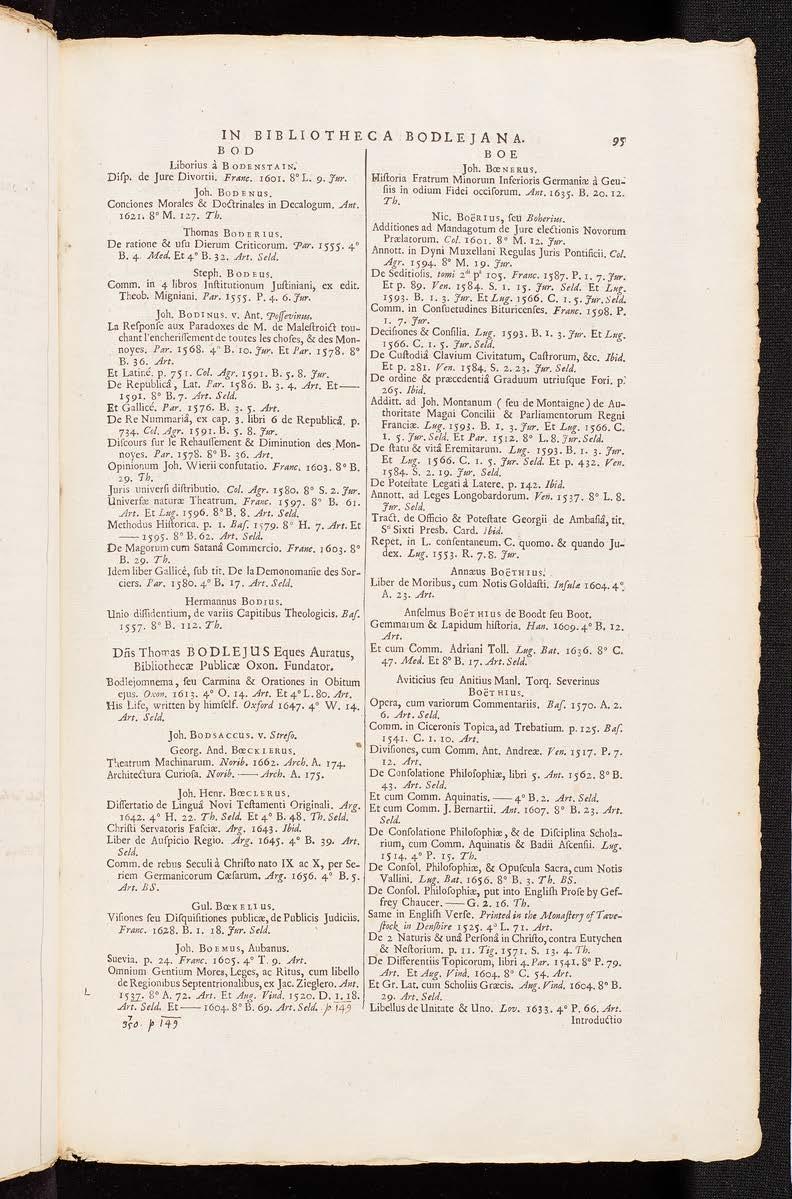 IN BIBLIOTHECA BODLEJANA. 95
BOD
Liborius à BODENSTAIN.
Diſp. de Jure Divortii. Franc. 1601. 8° L. 9. Jur.
Joh. BODENUS.
Conciones Morales & Doctrinales in Decalogum. Ant.
1621. 8° M. 127. Th.
Thomas BODERIUS.
De ratione & uſu Dierum Criticorum. Par. 1555. 4°
B. 4. Med. Et 4° B. 32. Art. Seld.
Steph. BODEUS.
Comm. in 4 libros Inſtitutionum Juſtiniani, ex edit.
Theob. Migniani. Par. 1555. P. 4. 6. Jur.
Joh. BODINUS. v. Ant. Poſſevinus.
La Reſponſe aux Paradoxes de M. de Maleſtroict tou-
chant l'encheriſſement de toutes les choſes, & des Mon-
noyes. Par. 1568. 4° B. 10. Jur. Et Par. 1578. 8°
B. 36. Art.
Et Latiné. p. 751. Col. Agr. 1591. B. 5. 8. Jur.
De Republicâ, Lat. Par. 1586. B. 3. 4. Art. Et——
1591. 8° B. 7. Art. Seld.
Et Gallicé. Par. 1576. B. 3. 5. Art.
De Re Nummariâ, ex cap. 3. libri 6 de Republicâ. p.
734. Col. Agr. 1591. B. 5. 8. Jur.
Diſcours ſur le Rehauſſement & Diminution des Mon-
noyes. Par. 1578. 8° B. 36. Art.
Opinionum Joh. Wierii confutatio. Franc. 1603. 8° B.
29. Th.
Juris univerſi diſtributio. Col. Agr. 1580. 8° S. 2. Jur.
Univerſæ naturæ Theatrum. Franc. 1597. 8° B. 61.
Art. Et Lug. 1596. 8° B. 8. Art. Seld.
Methodus Hiſtorica. p. 1. Baſ. 1579. 8° H. 7. Art. Et
—— 1595. 8° B. 62. Art. Seld.
De Magorum cum Satanâ Commercio. Franc. 1603. 8°
B. 29. Th.
Idem liber Gallicé, ſub tit. De la Demonomanie des Sor-
ciers. Par. 1580. 4° B. 17. Art. Seld.
Hermannus BODIUS.
Unio diſſidentium, de variis Capitibus Theologicis. Baſ.
1557. 8° B. 112. Th.
Dñs Thomas BODLEJUS Eques Auratus,
Bibliothecæ Publicæ Oxon. Fundator.
Bodlejomnema, ſeu Carmina & Orationes in Obitum
ejus. Oxon. 1613. 4° O. 14. Art. Et 4° L. 80. Art.
His Life, written by himſelf. Oxford 1647. 4° W. 14.
Art. Seld.
Joh. BODSACCUS. v. Streſo.
Georg. And. BŒCKLERUS.
Theatrum Machinarum. Norib. 1662. Arch. A. 174.
Architectura Curioſa. Norib. —— Arch. A. 175.
Joh. Henr. BŒCLERUS.
Diſſertatio de Linguâ Novi Teſtamenti Originali. Arg.
1642. 4° H. 22. Th. Seld. Et 4° B. 48. Th. Seld.
Chriſti Servatoris Faſciæ. Arg. 1643. Ibid.
Liber de Auſpicio Regio. Arg. 1645. 4° B. 39. Art.
Seld.
Comm. de rebus Seculi à Chriſto nato IX ac X, per Se-
riem Germanicorum Cæſarum. Arg. 1656. 4° B. 5.
Art. BS.
Gul. BŒKELIUS.
Viſiones ſeu Diſquiſitiones publicæ, de Publicis Judiciis.
Franc. 1628. B. 1. 18. Jur. Seld.
Joh. BOEMUS, Aubanus.
Suevia. p. 24. Franc. 1605. 4° T. 9. Art.
Omnium Gentium Mores, Leges, ac Ritus, cum libello
de Regionibus Septentrionalibus, ex Jac. Zieglero. Ant.
1537. 8° A. 72. Art. Et Aug. Vind. 1520. D. 1. 18.
Art. Seld. Et—— 1604. 8° B. 69. Art. Seld. p 149
350. p 149
BOE
Joh. BŒNERUS.
Hiſtoria Fratrum Minorum Inferioris Germaniæ à Geu-
ſiis in odium Fidei occiſorum. Ant. 1635. B. 20. 12.
Th.
Nic. BOËRIUS, ſeu Boherius.
Additiones ad Mandagotum de Jure electionis Novorum
Prælatorum. Col. 1601. 8° M. 12. Jur.
Annott. in Dyni Muxellani Regulas Juris Pontificii. Col.
Agr. 1594. 8° M. 19. Jur.
De Seditioſis. tomi 2di pi 105. Franc. 1587. P. 1. 7. Jur.
Et p. 89. Ven. 1584. S. 1. 15. Jur. Seld. Et Lug.
1593. B. 1. 3. Jur. Et Lug. 1566. C. 1. 5. Jur. Seld.
Comm. in Conſuetudines Bituricenſes. Franc. 1598. P.
1. 7. Jur.
Deciſiones & Conſilia. Lug. 1593. B. 1. 3. Jur. Et Lug.
1566. C. 1. 5. Jur. Seld.
De Cuſtodiâ Clavium Civitatum, Caſtrorum, &c. Ibid.
Et p. 281. Ven. 1584. S. 2. 23. Jur. Seld.
De ordine & præcedentiâ Graduum utriuſque Fori. p.
265. Ibid.
Additt. ad Joh. Montanum (ſeu de Montaigne) de Au-
thoritate Magni Concilii & Parliamentorum Regni
Franciæ. Lug. 1593. B. 1. 3. Jur. Et Lug. 1566. C.
1. 5. Jur. Seld. Et Par. 1512. 8° L. 8. Jur. Seld.
De ſtatu & vitâ Eremitarum. Lug. 1593. B. 1. 3. Jur.
Et Lug. 1566. C. 1. 5. Jur. Seld. Et p. 432. Ven.
1584. S. 2. 19. Jur. Seld.
De Poteſtate Legati à Latere. p. 142. Ibid.
Annott. ad Leges Longobardorum. Ven. 1537. 8° L. 8.
Jur. Seld.
Tract. de Officio & Poteſtate Georgii de Ambaſiâ, tit.
Sti Sixti Presb. Card. Ibid.
Repet. in L. conſentaneum. C. quomo. & quando Ju-
dex. Lug. 1553. R. 7. 8. Jur.
Annæus BOËTHIUS.
Liber de Moribus, cum Notis Goldaſti. Inſulæ 1604. 4°.
A. 23. Art.
Anſelmus BOËTHIUS de Boodt ſeu Boot.
Gemmarum & Lapidum hiſtoria. Han. 1609. 4° B. 12.
Art.
Et cum Comm. Adriani Toll. Lug. Bat. 1636. 8° C.
47. Med. Et 8° B. 17. Art. Seld.
Aviticius ſeu Anitius Manl. Torq. Severinus
BOËTHIUS.
Opera, cum variorum Commentariis. Baſ. 1570. A. 2.
6. Art. Seld.
Comm. in Ciceronis Topica, ad Trebatium. p. 125. Baſ.
1541. C. 1. 10. Art.
Diviſiones, cum Comm. Ant. Andreæ. Ven. 1517. P. 7.
12. Art.
De Conſolatione Philoſophiæ, libri 5. Ant. 1562. 8° B.
43. Art. Seld.
Et cum Comm. Aquinatis. —— 4° B. 2. Art. Seld.
Et cum Comm. J. Bernartii. Ant. 1607. 8° B. 23. Art.
Seld.
De Conſolatione Philoſophiæ, & de Diſciplina Schola-
rium, cum Comm. Aquinatis & Badii Aſcenſii. Lug.
1514. 4° P. 15. Th.
De Conſol. Philoſophiæ, & Opuſcula Sacra, cum Notis
Vallini. Lug. Bat. 1656. 8° B. 3. Th. BS.
De Conſol. Philoſophiæ, put into Engliſh Proſe by Gef-
frey Chaucer. —— G. 2. 16. Th.
Same in Engliſh Verſe. Printed in the Monaſtery of Tave-
ſtock in Denſhire 1525. 4° L. 71. Art.
De 2 Naturis & unâ Perſonâ in Chriſto, contra Eutychen
& Neſtorium. p. 11. Tig. 1571. S. 13. 4. Th.
De Differentiis Topicorum, libri 4. Par. 1541. 8° P. 79.
Art. Et Aug. Vind. 1604. 8° C. 54. Art.
Et Gr. Lat. cum Scholiis Græcis. Aug. Vind. 1604. 8° B.
29. Art. Seld.
Libellus de Unitate & Uno. Lov. 1633. 4° P. 66. Art.
Introductio